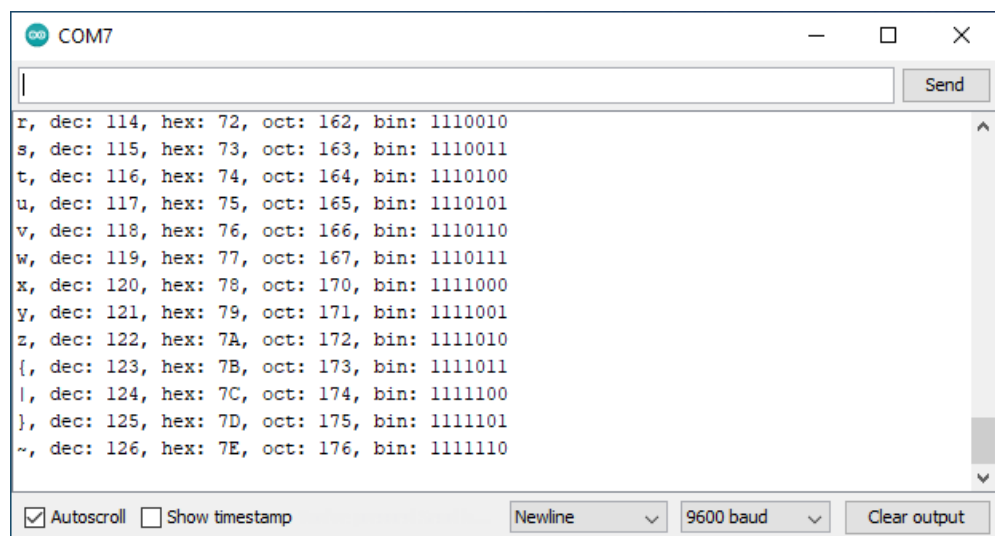 COM7
Send
r, dec: 114, hex: 72, oct: 162, bin: 1110010
s, dec: 115, hex: 73, oct: 163, bin: 1110011
t, dec: 116, hex: 74, oct: 164, bin: 1110100
u, dec: 117, hex: 75, oct: 165, bin: 1110101
v, dec: 118, hex: 76, oct: 166, bin: 1110110
w, dec: 119, hex: 77, oct: 167, bin: 1110111
x, dec: 120, hex: 78, oct: 170, bin: 1111000
y, dec: 121, hex: 79, oct: 171, bin: 1111001
z, dec: 122, hex: 7A, oct: 172, bin: 1111010
{, dec: 123, hex: 7B, oct: 173, bin: 1111011
|, dec: 124, hex: 7C, oct: 174, bin: 1111100
}, dec: 125, hex: 7D, oct: 175, bin: 1111101
~, dec: 126, hex: 7E, oct: 176, bin: 1111110
Autoscroll Show timestamp Newline 9600 baud Clear output